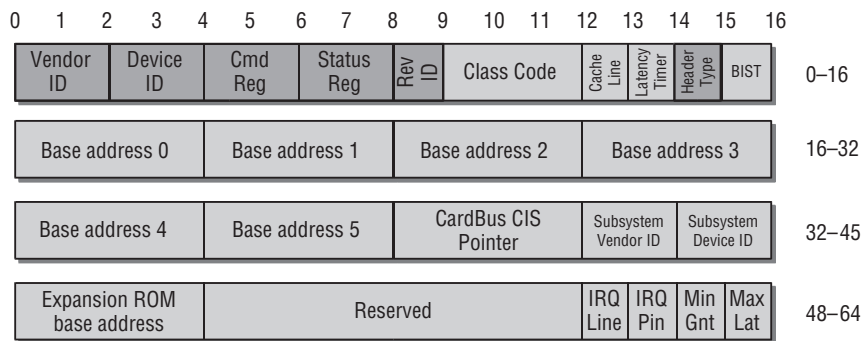 0 1 2 3 4 5 6 7 8 9 10 11 12 13 14 15 16
Vendor ID Device ID Cmd Reg Status Reg Rev ID Class Code Cache Line Latency Timer Header Type BIST 0–16
Base address 0 Base address 1 Base address 2 Base address 3 16–32
Base address 4 Base address 5 CardBus CIS Pointer Subsystem Vendor ID Subsystem Device ID 32–45
Expansion ROM base address Reserved IRQ Line IRQ Pin Min Gnt Max Lat 48–64